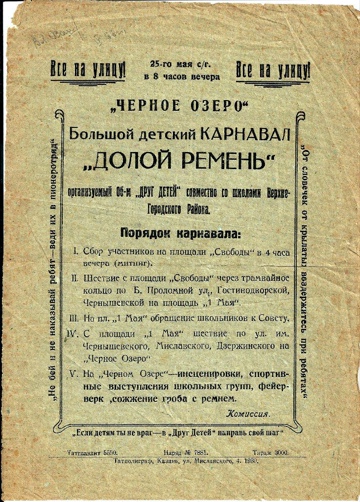 Все на улицу!
25-го мая с/г.
в 8 часов вечера
Все на улицу!
„ЧЕРНОЕ ОЗЕРО“
Большой детский КАРНАВАЛ
„ДОЛОЙ РЕМЕНЬ“
организуемый Об-м „ДРУГ ДЕТЕЙ“ совместно со школами Верхне-
Городского Района.
Порядок карнавала:
I. Сбор участников на площади „Свободы“ в 4 часа
вечера (митинг).
II. Шествие с площади „Свободы“ через трамвайное
кольцо по Б. Проломной ул., Гостинодворской,
Чернышевской на площадь „1 Мая“.
III. На пл. „1 Мая“ обращение школьников к Совету.
IV. С площади „1 Мая“ шествие по ул. им.
Чернышевского, Миславского, Дзержинского на
„Черное Озеро“
V. На „Черном Озере“—инсценировки, спортив-
ные выступления школьных групп, фейер-
верк, сожжение гроба с ремнем.
Комиссия.
„Если детям ты не враг—в „Друг Детей“ направь свой шаг“
„Не бей и не наказывай ребят—веди их в пионеротряд“
„От словечек от крылатых воздержитесь при ребятах“
Татглавлит
Наряд №
Тираж 3000.
Татполиграф, Казань, ул. Миславского, 4. 1930.